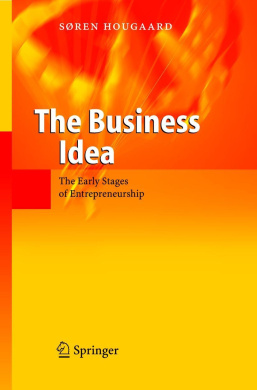 SØREN HOUGAARD
The Business
Idea
The Early Stages
of Entrepreneurship
Springer